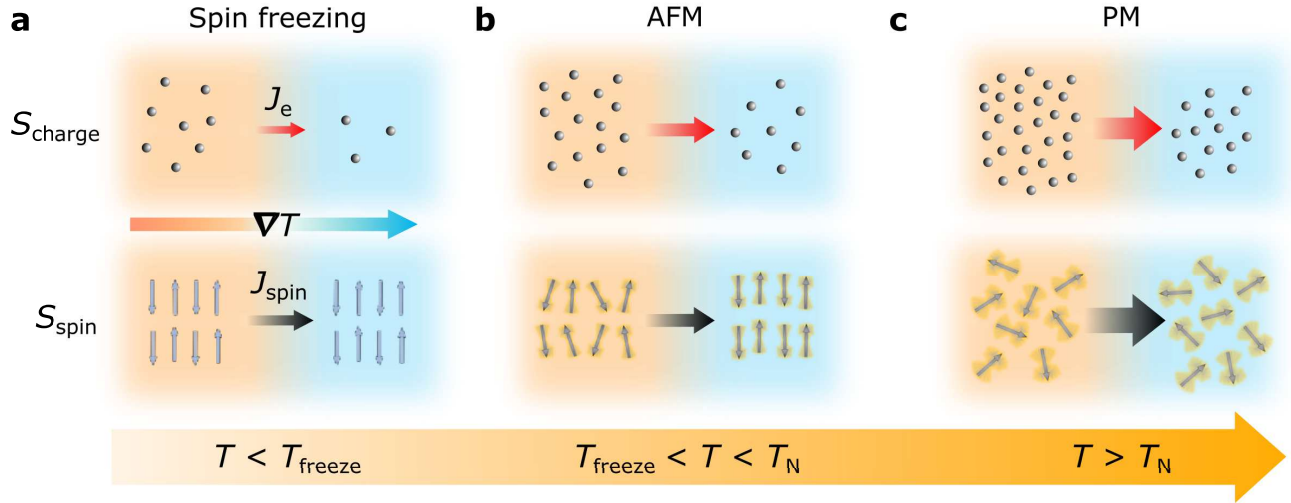 a Spin freezing
b AFM
c PM
S_charge
J_e
∇T
S_spin
J_spin
T < T_freeze
T_freeze < T < T_N
T > T_N